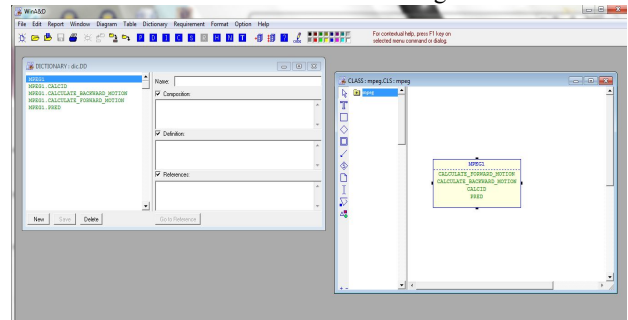 WinA&D
File Edit Report Window Diagram Table Dictionary Requirement Format Option Help
For contextual help, press F1 key on
selected menu command or dialog.
DICTIONARY : dic.DD
MPEG1
MPEG1.CALCID
MPEG1.CALCULATE_BACKWARD_MOTION
MPEG1.CALCULATE_FORWARD_MOTION
MPEG1.PRED
Name:
Composition:
Definition:
References:
New Save Delete Go to Reference
CLASS : mpeg.CLS : mpeg
mpeg
MPEG1
CALCULATE_FORWARD_MOTION
CALCULATE_BACKWARD_MOTION
CALCID
PRED